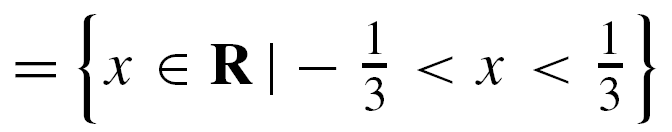 = {x ∈ R | − 1/3 < x < 1/3}